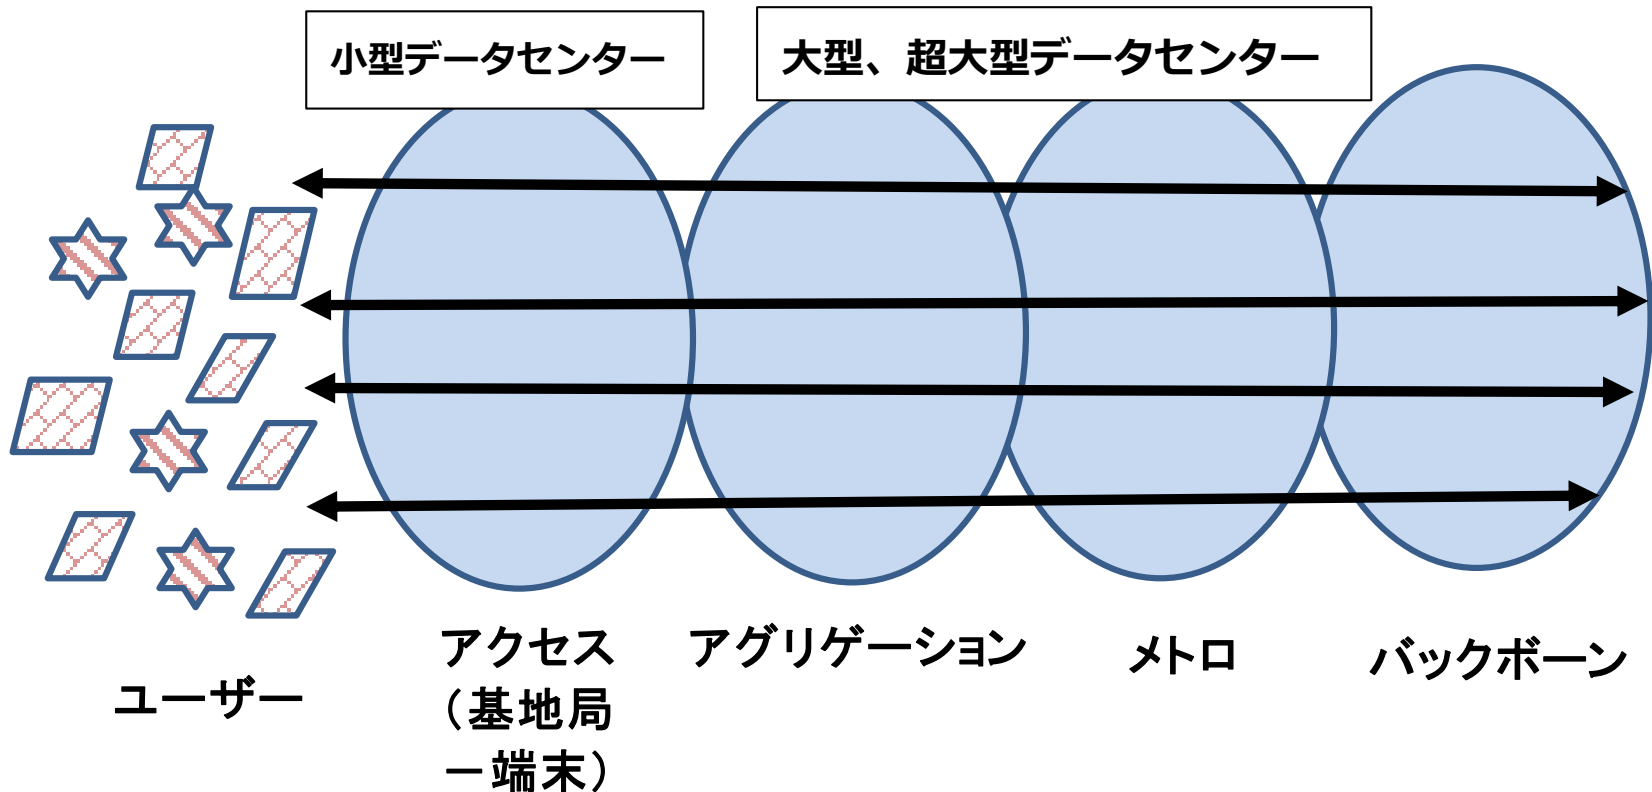 小型データセンター
大型、超大型データセンター
ユーザー
アクセス
（基地局
－端末）
アグリゲーション
メトロ
バックボーン